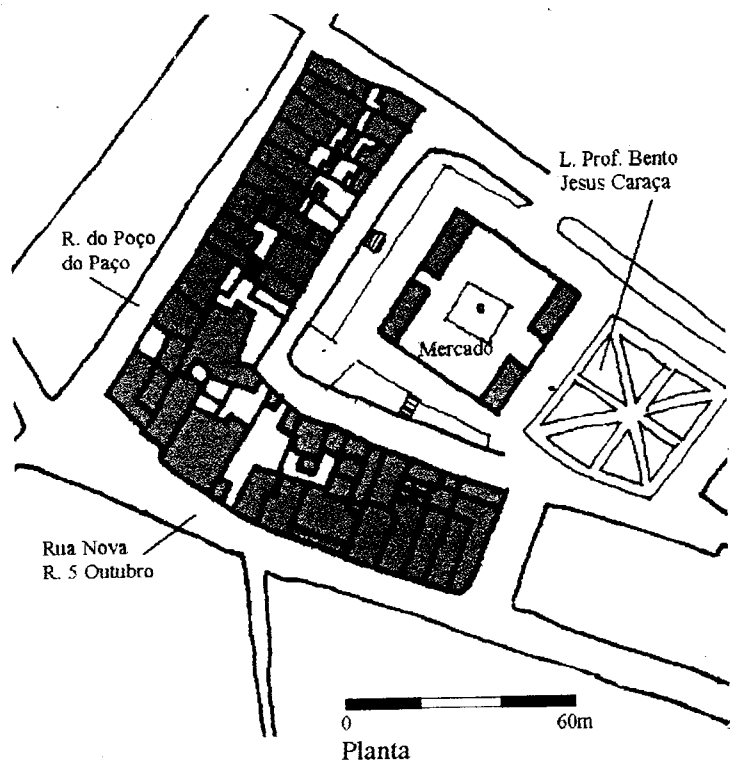 L. Prof. Bento
Jesus Caraça
R. do Poço
do Paço
Mercado
Rua Nova
R. 5 Outubro
0
60m
Planta